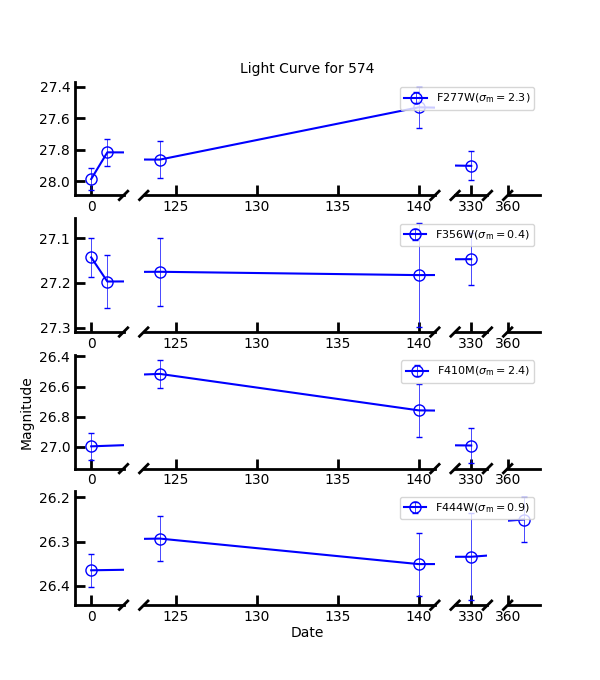 Light Curve for 574
27.4
27.6
27.8
28.0
F277W(σm = 2.3)
0 125 130 135 140 330 360
27.1
27.2
27.3
F356W(σm = 0.4)
0 125 130 135 140 330 360
26.4
26.6
26.8
27.0
F410M(σm = 2.4)
0 125 130 135 140 330 360
Magnitude
26.2
26.3
26.4
F444W(σm = 0.9)
0 125 130 135 140 330 360
Date